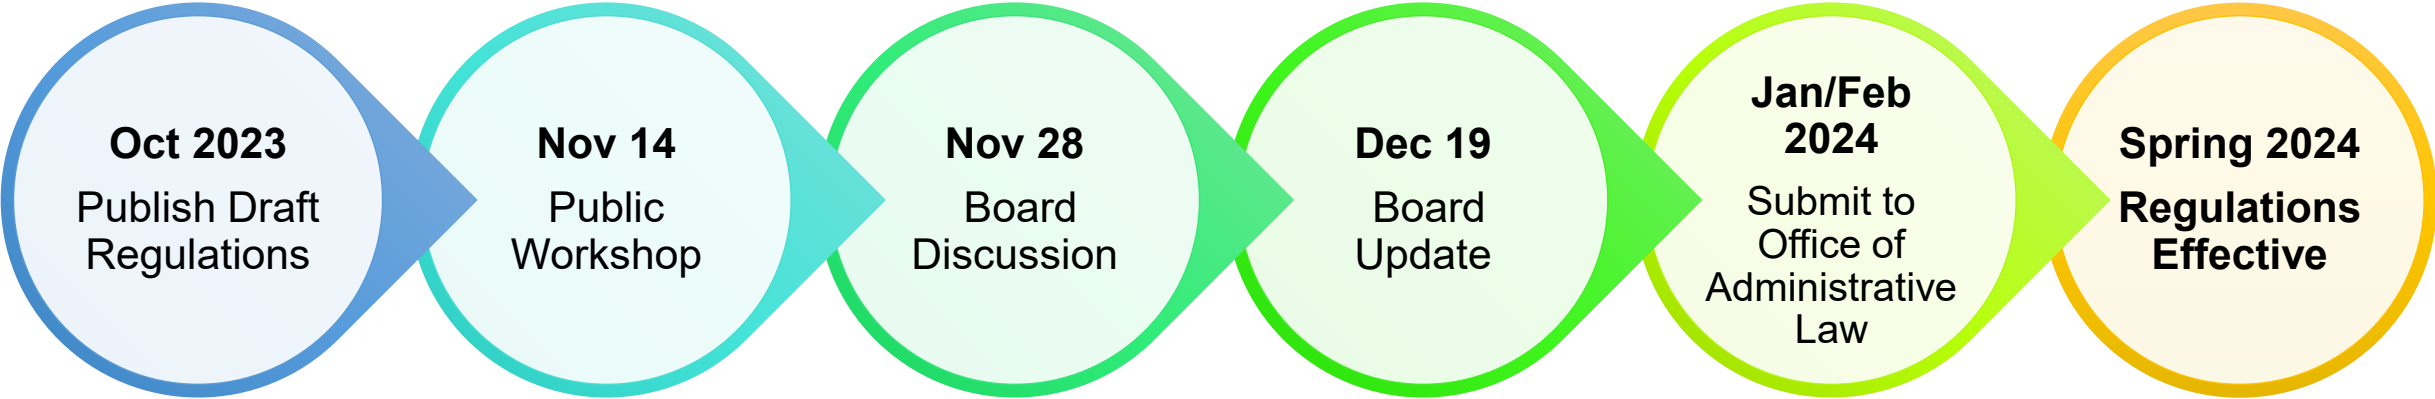 Oct 2023
Publish Draft
Regulations
Nov 14
Public
Workshop
Nov 28
Board
Discussion
Dec 19
Board
Update
Jan/Feb
2024
Submit to
Office of
Administrative
Law
Spring 2024
Regulations
Effective